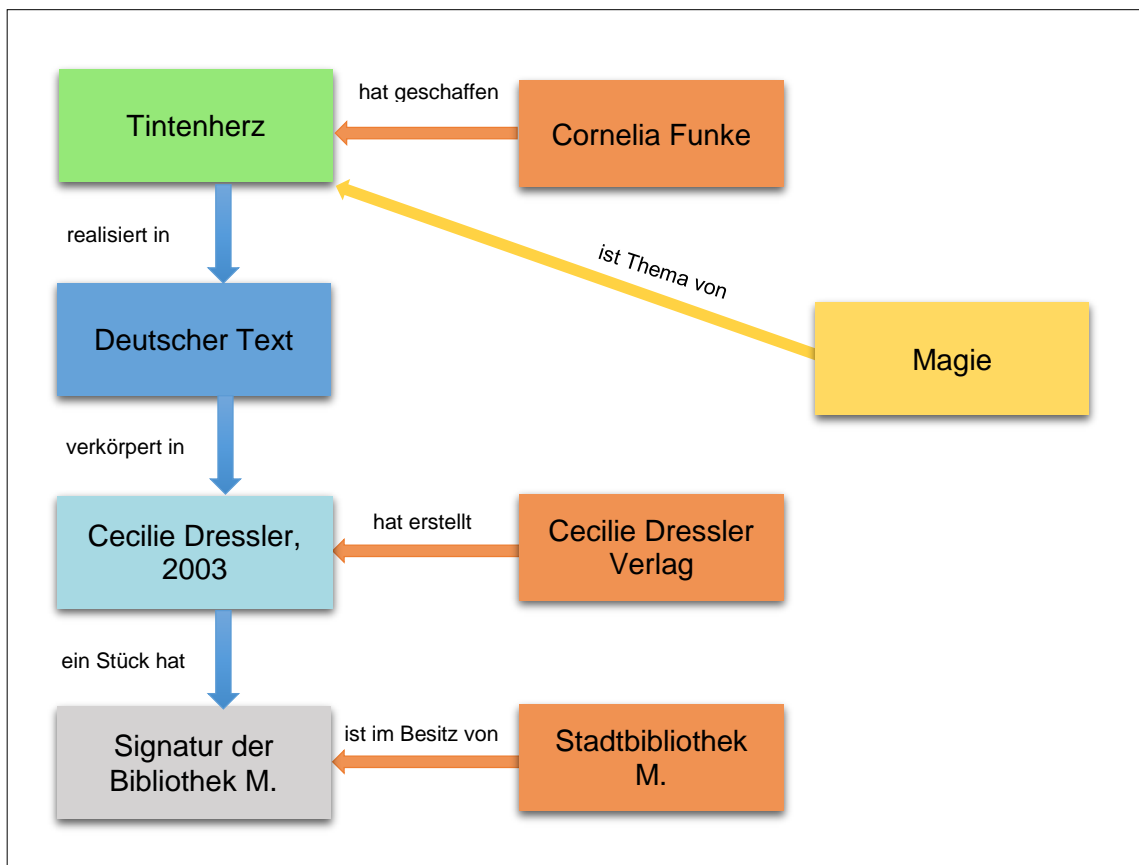 Tintenherz
hat geschaffen
Cornelia Funke
realisiert in
ist Thema von
Deutscher Text
Magie
verkörpert in
Cecilie Dressler,
2003
hat erstellt
Cecilie Dressler
Verlag
ein Stück hat
Signatur der
Bibliothek M.
ist im Besitz von
Stadtbibliothek
M.